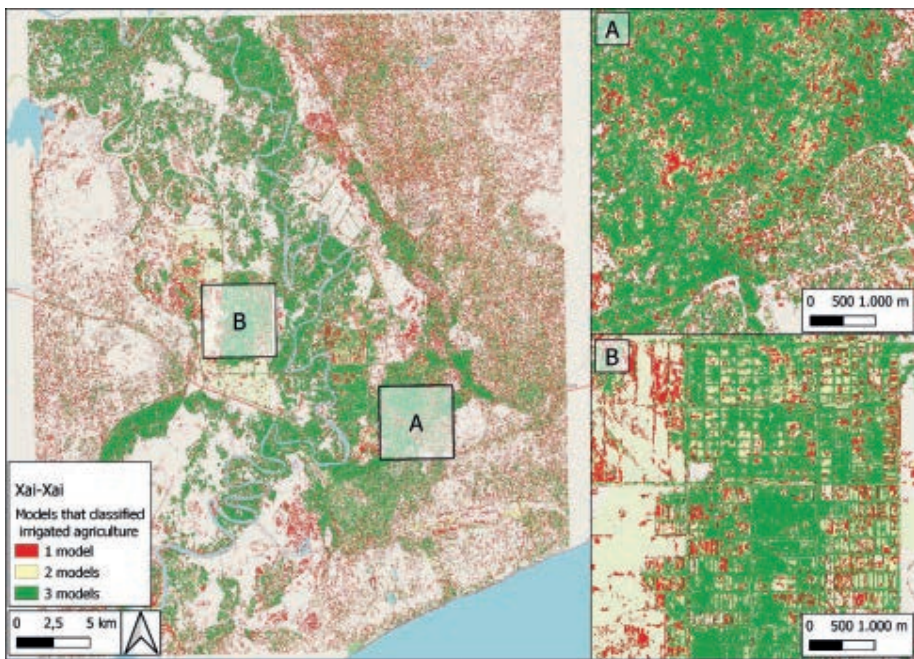 B
A
Xai-Xai
Models that classified
irrigated agriculture
1 model
2 models
3 models
0 2,5 5 km
A
0 500 1.000 m
B
0 500 1.000 m